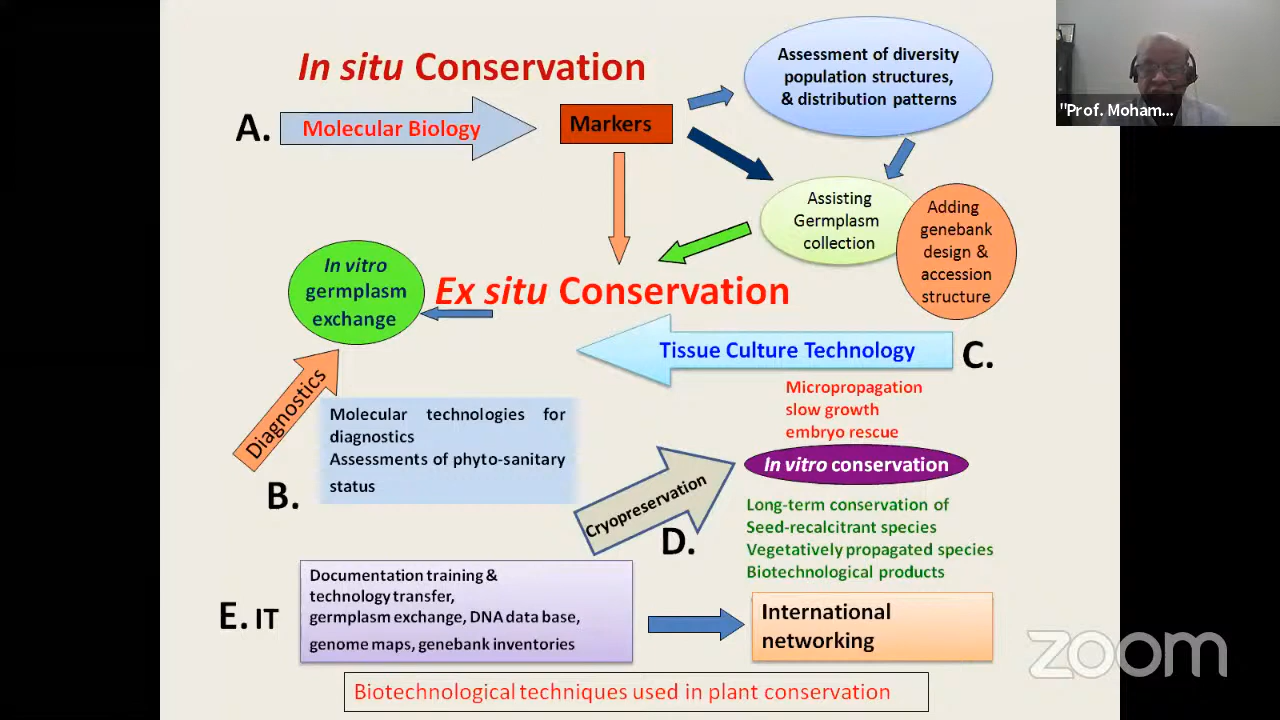 In situ Conservation
Assessment of diversity
population structures,
& distribution patterns
"Prof. Moham...
A.
Molecular Biology
Markers
Assisting
Germplasm
collection
Adding
genebank
design &
accession
structure
In vitro
germplasm
exchange
Ex situ Conservation
Tissue Culture Technology
C.
Micropropagation
slow growth
embryo rescue
Diagnostics
Molecular technologies for
diagnostics
Assessments of phyto-sanitary
status
B.
Cryopreservation
D.
In vitro conservation
Long-term conservation of
Seed-recalcitrant species
Vegetatively propagated species
Biotechnological products
E. IT
Documentation training &
technology transfer,
germplasm exchange, DNA data base,
genome maps, genebank inventories
International
networking
zoom
Biotechnological techniques used in plant conservation